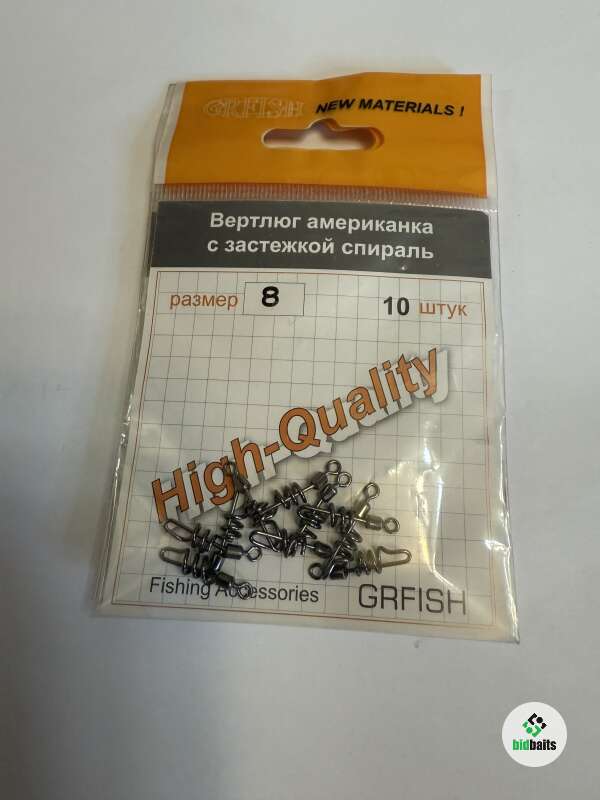 GRFISH NEW MATERIALS !
Вертлюг американка
с застежкой спираль
размер 8 10 штук
High-Quality
Fishing Accessories
GRFISH
bidbaits